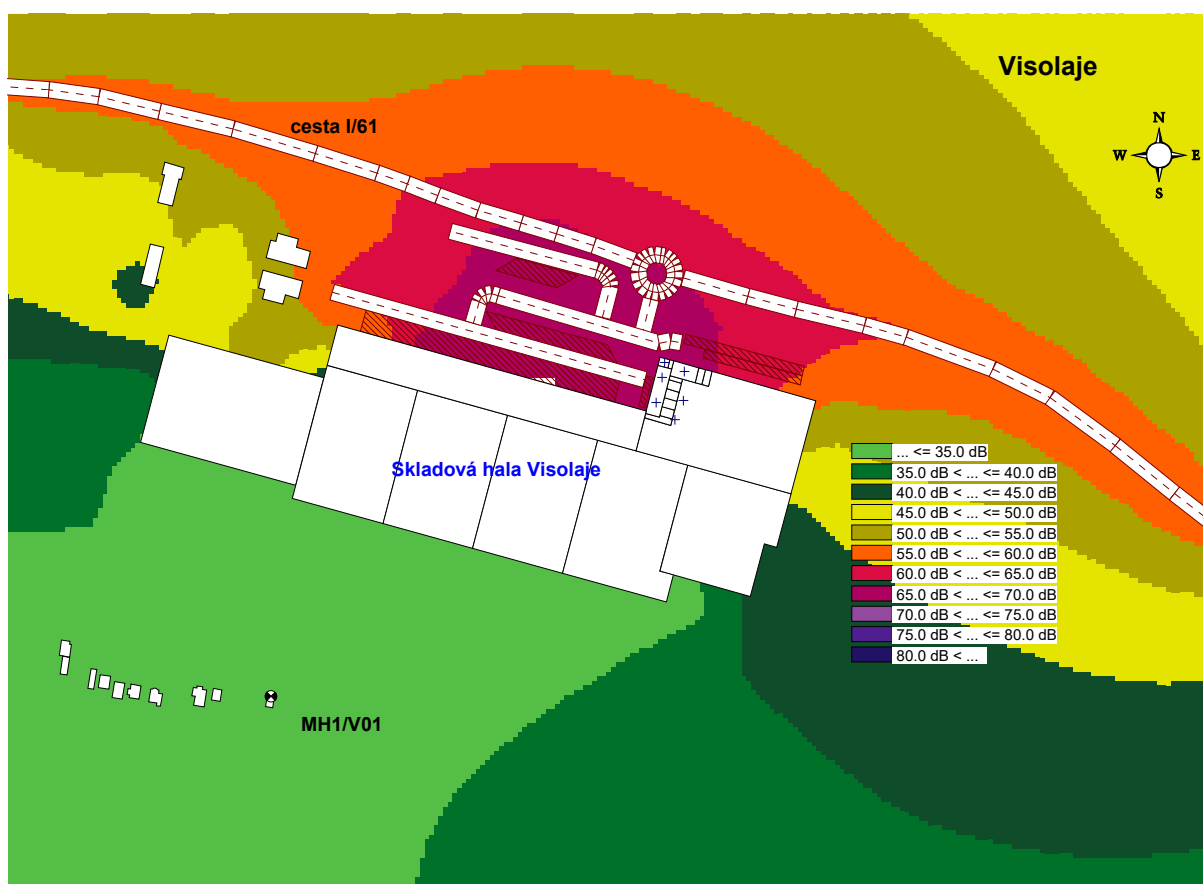 Visolaje
cesta I/61
N
W E
S
Skladová hala Visolaje
... <= 35.0 dB
35.0 dB < ... <= 40.0 dB
40.0 dB < ... <= 45.0 dB
45.0 dB < ... <= 50.0 dB
50.0 dB < ... <= 55.0 dB
55.0 dB < ... <= 60.0 dB
60.0 dB < ... <= 65.0 dB
65.0 dB < ... <= 70.0 dB
70.0 dB < ... <= 75.0 dB
75.0 dB < ... <= 80.0 dB
80.0 dB < ...
MH1/V01